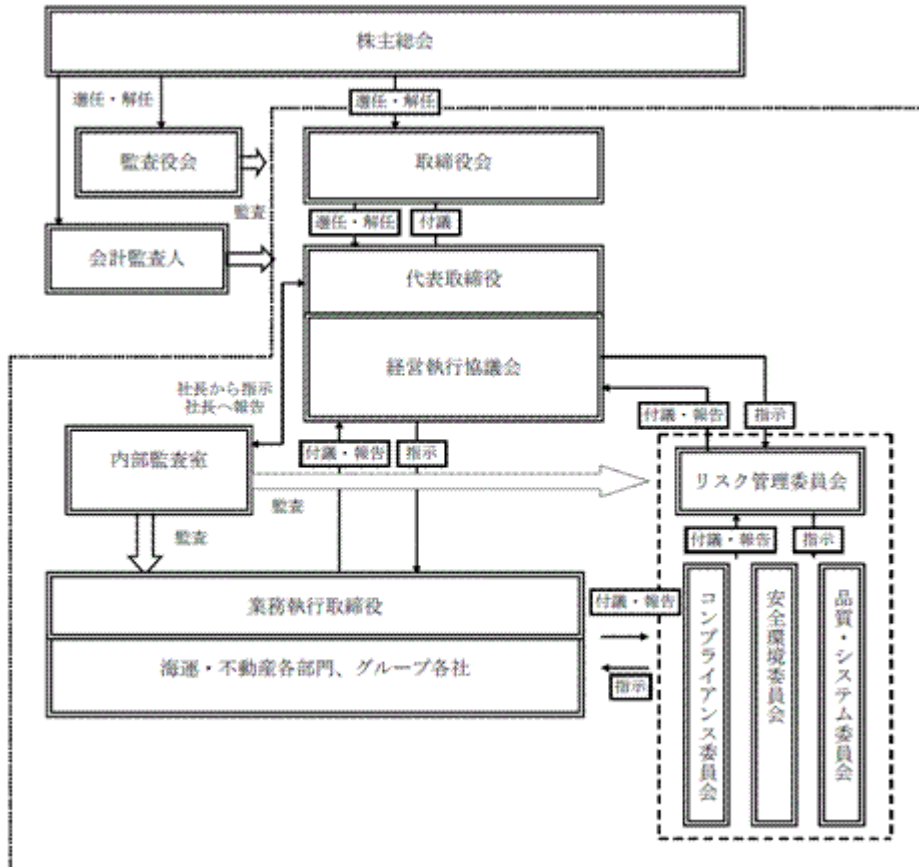 株主総会
選任・解任
選任・解任
監査役会
取締役会
監査
選任・解任
付議
会計監査人
代表取締役
経営執行協議会
社長から指示
社長へ報告
付議・報告
指示
内部監査室
付議・報告
指示
リスク管理委員会
監査
監査
付議・報告
指示
業務執行取締役
付議・報告
海運・不動産各部門、グループ各社
指示
コンプライアンス委員会
安全環境委員会
品質・システム委員会